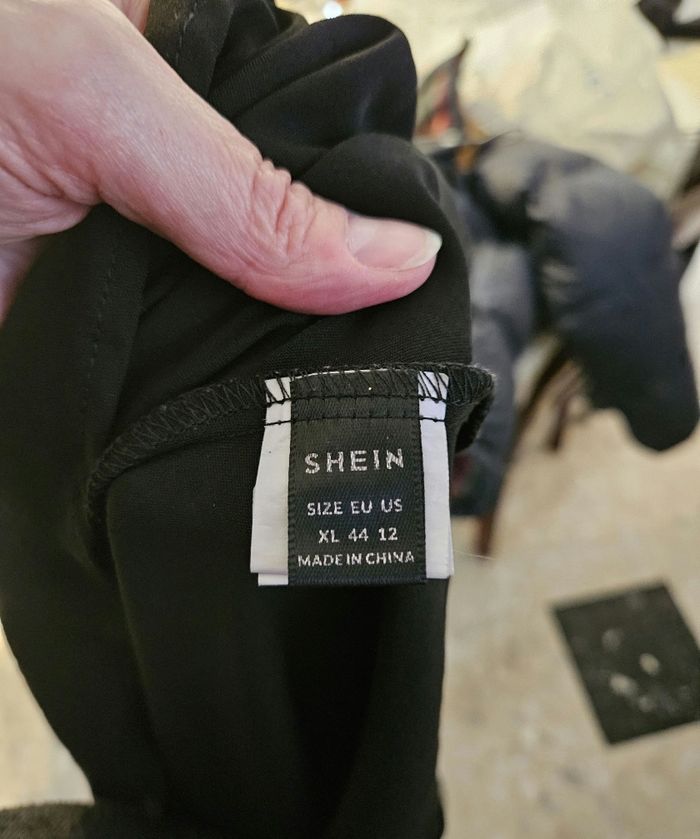 SHEIN
SIZE EU US
XL 44 12
MADE IN CHINA